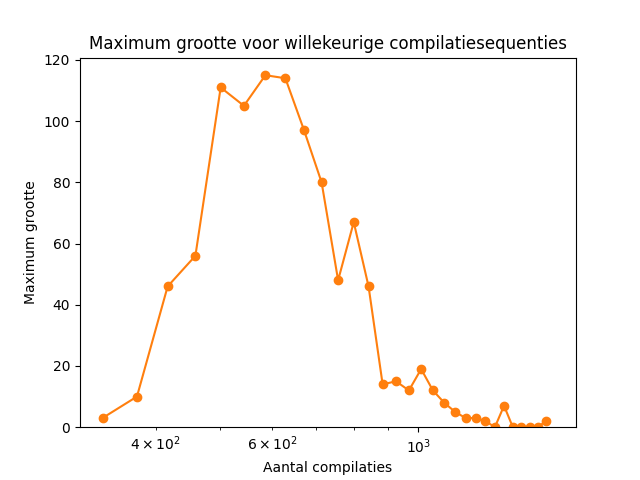 Maximum grootte voor willekeurige compilatiesequenties
120
100
80
60
40
20
0
Maximum grootte
4 × 10²
6 × 10²
10³
Aantal compilaties